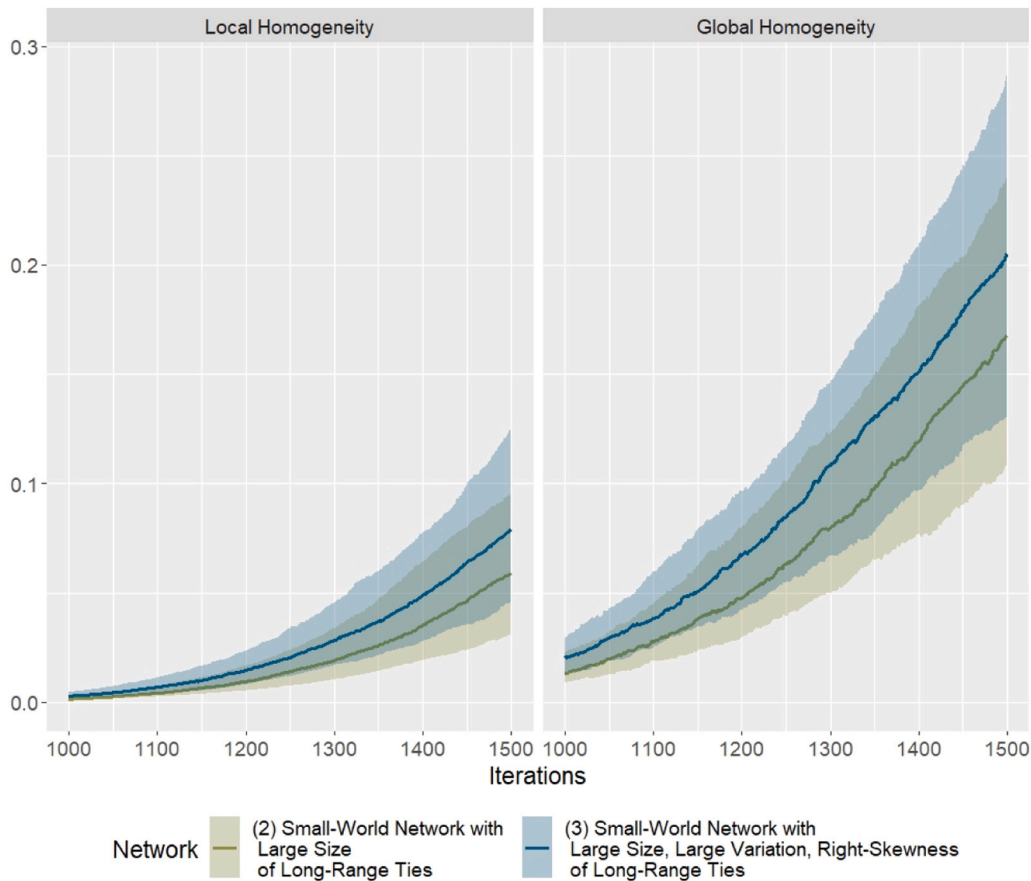 Local Homogeneity
Global Homogeneity
0.3
0.2
0.1
0.0
1000 1100 1200 1300 1400 1500
1000 1100 1200 1300 1400 1500
Iterations
Network
(2) Small-World Network with
Large Size
of Long-Range Ties
(3) Small-World Network with
Large Size, Large Variation, Right-Skewness
of Long-Range Ties